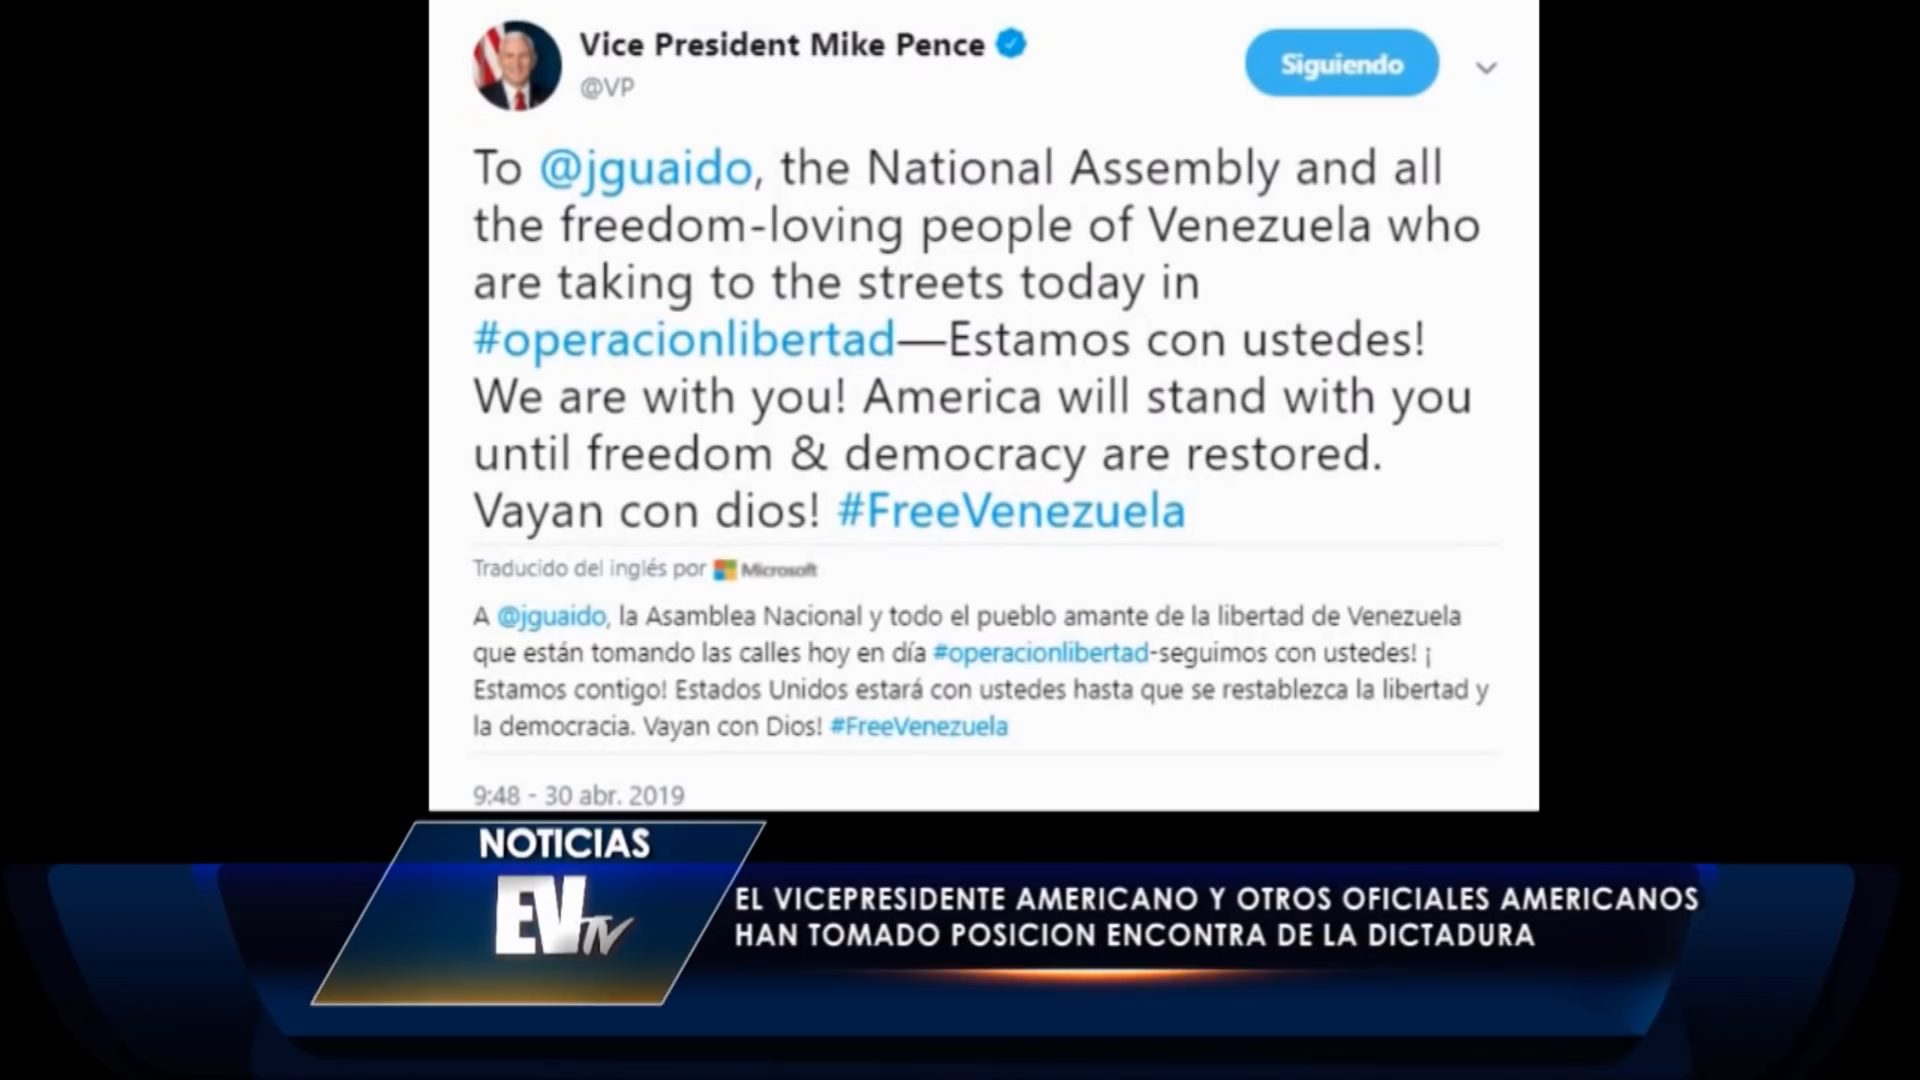 Vice President Mike Pence
@VP
Siguiendo
To @jguaido, the National Assembly and all
the freedom-loving people of Venezuela who
are taking to the streets today in
#operacionlibertad—Estamos con ustedes!
We are with you! America will stand with you
until freedom & democracy are restored.
Vayan con dios! #FreeVenezuela
Traducido del inglés por Microsoft
A @jguaido, la Asamblea Nacional y todo el pueblo amante de la libertad de Venezuela
que están tomando las calles hoy en día #operacionlibertad-seguimos con ustedes! ¡
Estamos contigo! Estados Unidos estará con ustedes hasta que se restablezca la libertad y
la democracia. Vayan con Dios! #FreeVenezuela
9:48 - 30 abr. 2019
NOTICIAS
EVTV
EL VICEPRESIDENTE AMERICANO Y OTROS OFICIALES AMERICANOS
HAN TOMADO POSICION ENCONTRA DE LA DICTADURA